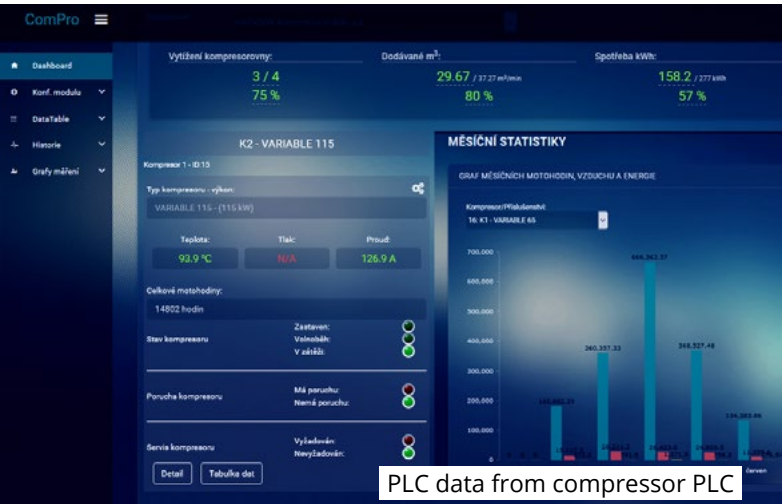 ComPro
Dashboard
Konf. modulu
DataTable
Historie
Grafy měření
Vytížení kompresorovny:
3 / 4
75 %
Dodávané m³:
29.67 / 37.27 m³/min
80 %
Spotřeba kWh:
158.2 / 277 kWh
57 %
K2 - VARIABLE 115
Kompresor 1 - ID:15
Typ kompresoru - výkon:
VARIABLE 115 - (115 kW)
Teplota:
93.9 ºC
Tlak:
N/A
Proud:
126.9 A
Celkové motohodiny:
14802 hodin
Stav kompresoru
Zastaven:
Volnoběh:
V zátěži:
Porucha kompresoru
Má poruchu:
Nemá poruchu:
Servis kompresoru
Vyžadován:
Nevyžadován:
Detail
Tabulka dat
MĚSÍČNÍ STATISTIKY
GRAF MĚSÍČNÍCH MOTOHODIN, VZDUCHU A ENERGIE
Kompresor/Příslušenství:
16: K1 - VARIABLE 65
700,000
600,000
500,000
400,000
300,000
200,000
100,000
0
360,357.33
368,527.48
červen
PLC data from compressor PLC